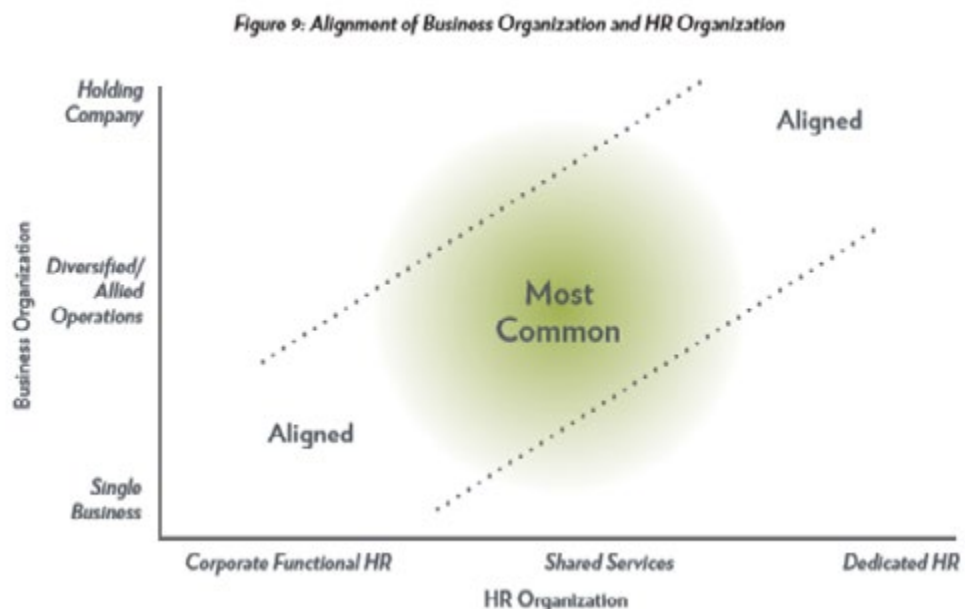 Figure 9: Alignment of Business Organization and HR Organization
Holding
Company
Aligned
Business Organization
Diversified/
Allied
Operations
Most
Common
Aligned
Single
Business
Corporate Functional HR
Shared Services
Dedicated HR
HR Organization